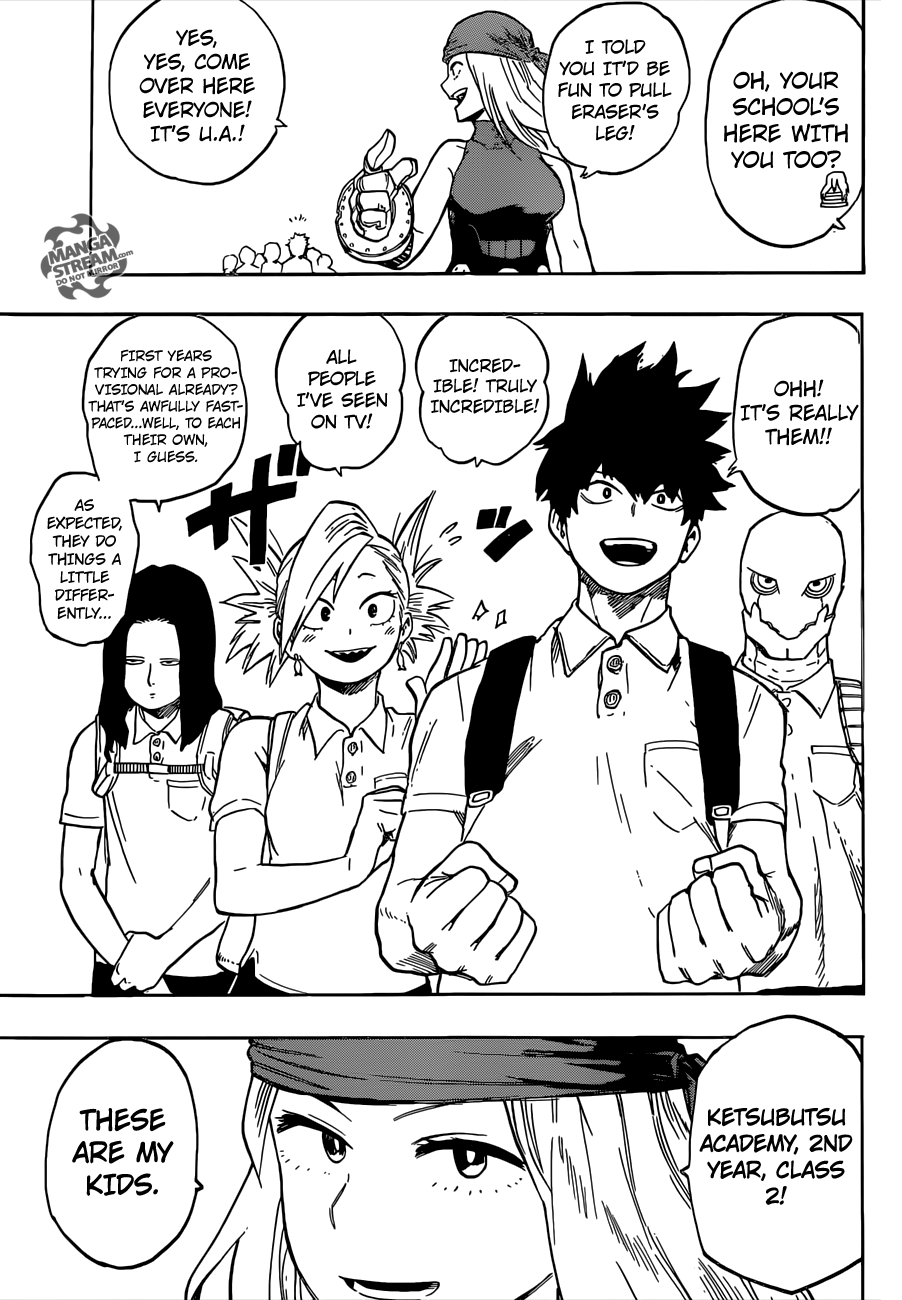 OH, YOUR
SCHOOL'S
HERE WITH
YOU TOO?
I TOLD
YOU IT'D BE
FUN TO PULL
ERASER'S
LEG!
YES,
YES, COME
OVER HERE
EVERYONE!
IT'S U.A.!
MANGA
STREAM.com
DO NOT MIRROR
OHH!
IT'S REALLY
THEM!!
INCRED-
IBLE! TRULY
INCREDIBLE!
ALL
PEOPLE
I'VE SEEN
ON TV!
FIRST YEARS
TRYING FOR A PRO-
VISIONAL ALREADY?
THAT'S AWFULLY FAST-
PACED...WELL, TO EACH
THEIR OWN,
I GUESS.
AS
EXPECTED,
THEY DO
THINGS A
LITTLE
DIFFER-
ENTLY...
ザッ
KETSUBUTSU
ACADEMY, 2ND
YEAR, CLASS
2!
THESE
ARE MY
KIDS.